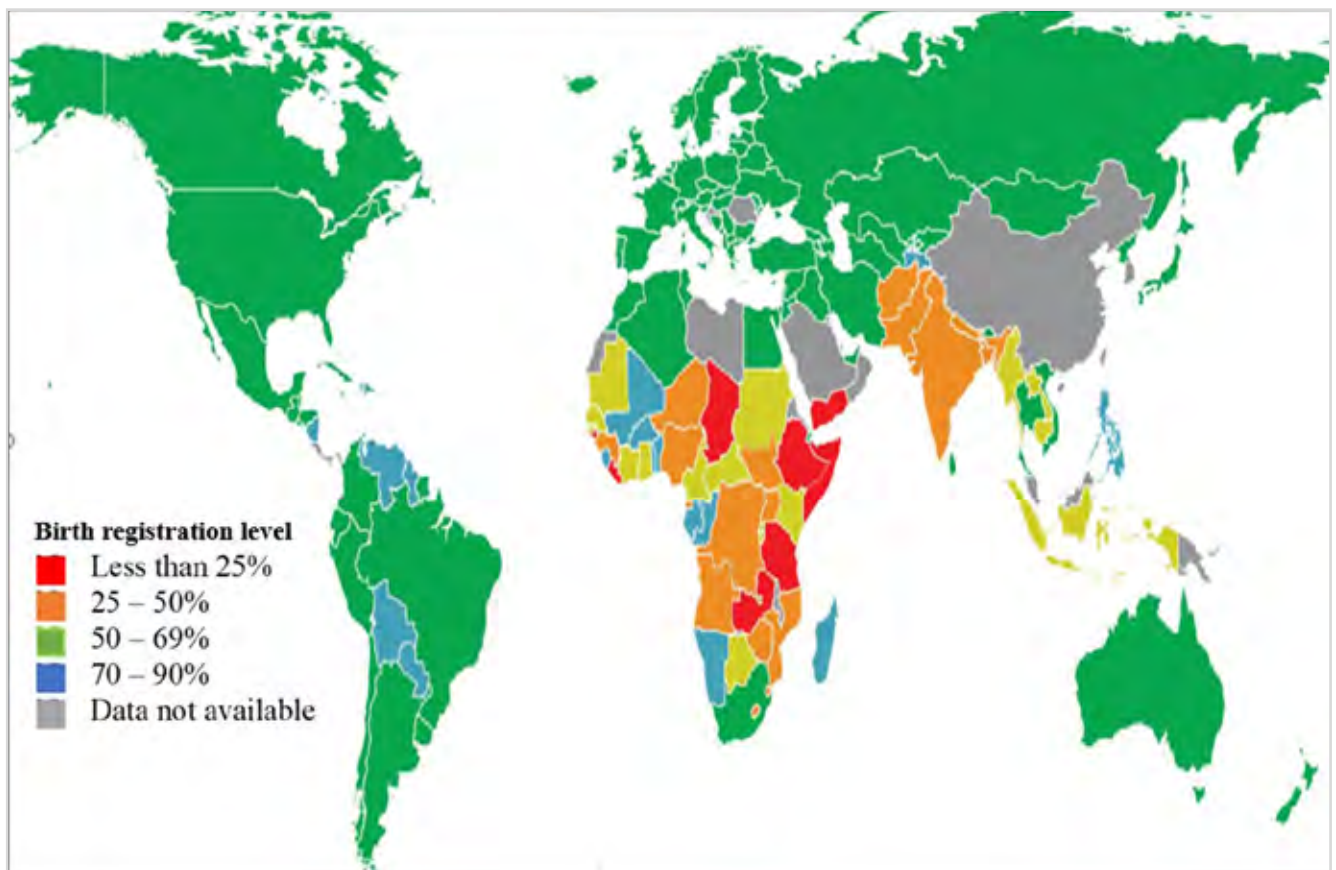 Birth registration level
Less than 25%
25 – 50%
50 – 69%
70 – 90%
Data not available